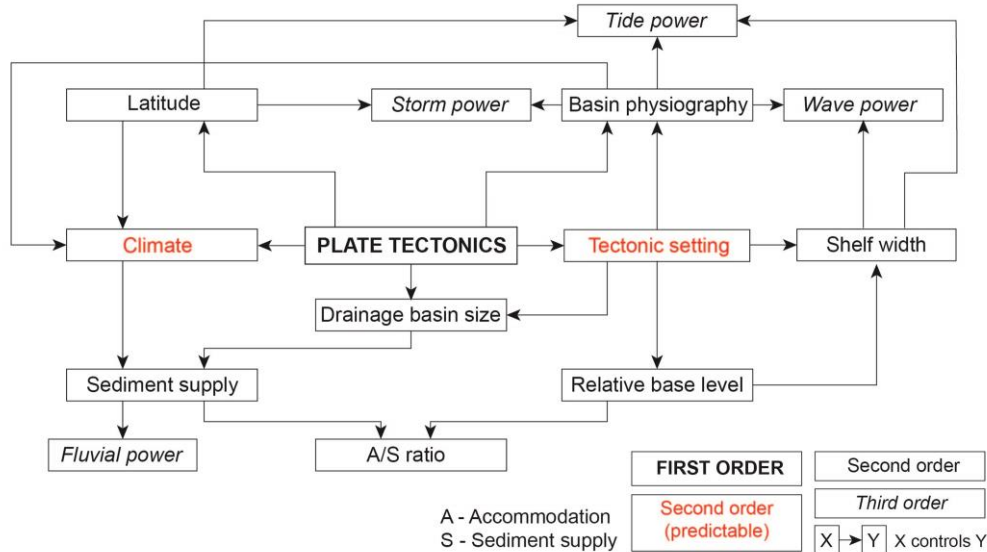 Tide power
Latitude
Storm power
Basin physiography
Wave power
Climate
PLATE TECTONICS
Tectonic setting
Shelf width
Drainage basin size
Sediment supply
Relative base level
Fluvial power
A/S ratio
A - Accommodation
S - Sediment supply
FIRST ORDER
Second order
Second order
(predictable)
Third order
X
Y
X controls Y